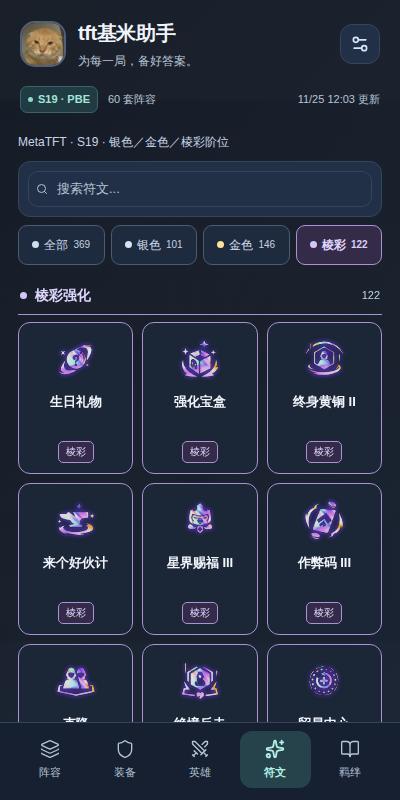 tft基米助手
为每一局，备好答案。
S19 · PBE 60 套阵容 11/25 12:03 更新
MetaTFT · S19 · 银色／金色／棱彩阶位
搜索符文...
全部 369 银色 101 金色 146 棱彩 122
棱彩强化 122
生日礼物 强化宝盒 终身黄铜 II
棱彩 棱彩 棱彩
来个好伙计 星界赐福 III 作弊码 III
棱彩 棱彩 棱彩
阵容 装备 英雄 符文 羁绊